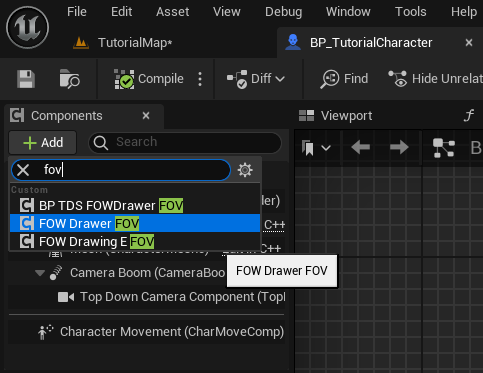 File Edit Asset View Debug Window Tools Help
TutorialMap*
BP_TutorialCharacter
Compile
Diff
Find
Hide Unrelat
Components
Viewport
Add
Search
fov
Custom
BP TDS FOWDrawer FOV
FOW Drawer FOV
FOW Drawing E FOV
FOW Drawer FOV
Camera Boom (CameraBoo
Top Down Camera Component (TopI
Character Movement (CharMoveComp)